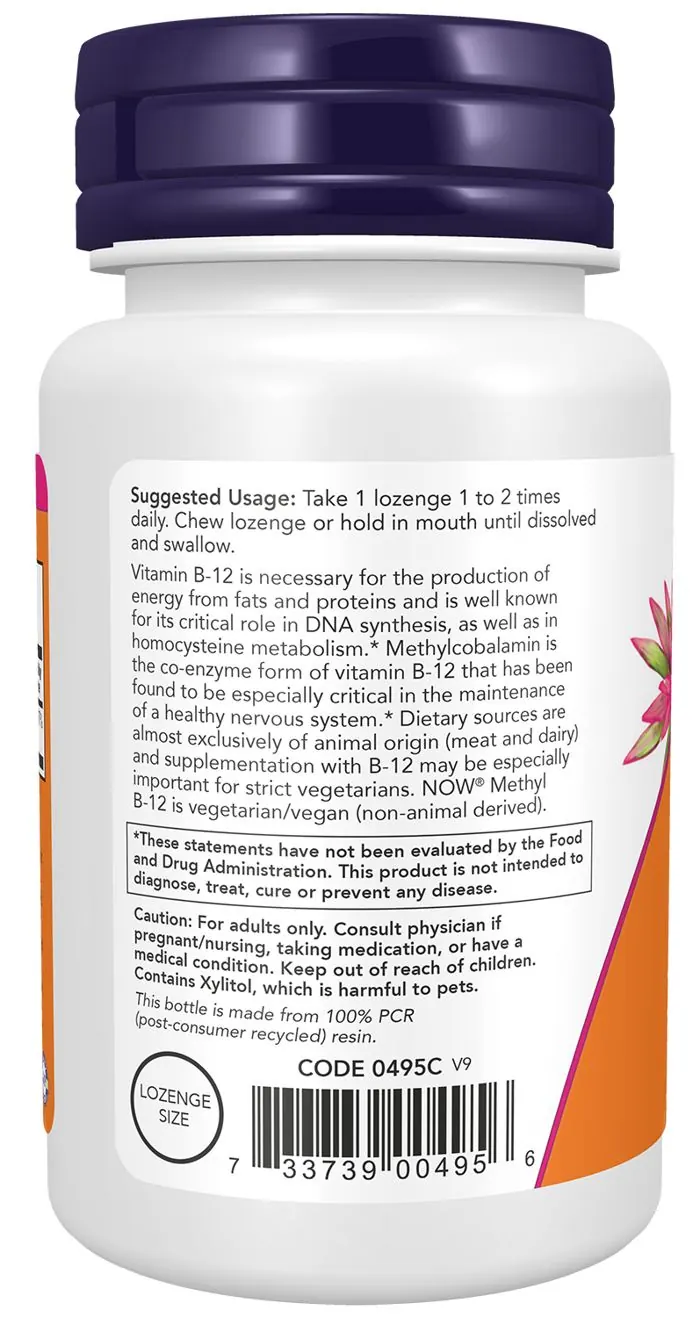 Suggested Usage: Take 1 lozenge 1 to 2 times
daily. Chew lozenge or hold in mouth until dissolved
and swallow.
Vitamin B-12 is necessary for the production of
energy from fats and proteins and is well known
for its critical role in DNA synthesis, as well as in
homocysteine metabolism.* Methylcobalamin is
the co-enzyme form of vitamin B-12 that has been
found to be especially critical in the maintenance
of a healthy nervous system.* Dietary sources are
almost exclusively of animal origin (meat and dairy)
and supplementation with B-12 may be especially
important for strict vegetarians. NOW® Methyl
B-12 is vegetarian/vegan (non-animal derived).
*These statements have not been evaluated by the Food
and Drug Administration. This product is not intended to
diagnose, treat, cure or prevent any disease.
Caution: For adults only. Consult physician if
pregnant/nursing, taking medication, or have a
medical condition. Keep out of reach of children.
Contains Xylitol, which is harmful to pets.
This bottle is made from 100% PCR
(post-consumer recycled) resin.
CODE 0495C V9
LOZENGE
SIZE
7 33739 00495 6